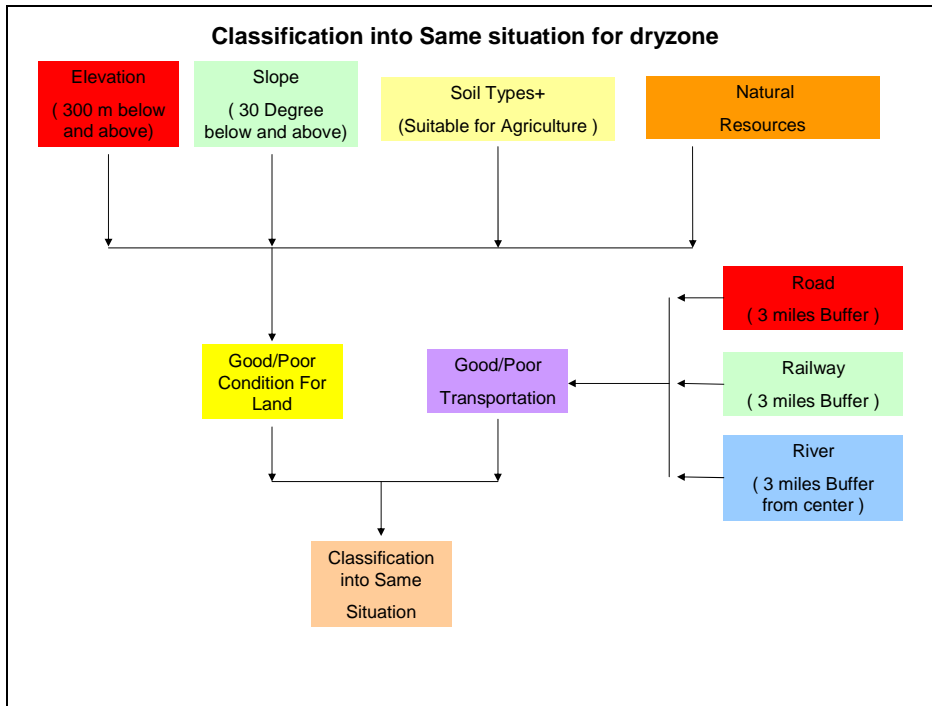 Classification into Same situation for dryzone
Elevation
( 300 m below
and above)
Slope
( 30 Degree
below and above)
Soil Types+
(Suitable for Agriculture )
Natural
Resources
Road
( 3 miles Buffer )
Good/Poor
Condition For
Land
Good/Poor
Transportation
Railway
( 3 miles Buffer )
River
( 3 miles Buffer
from center )
Classification
into Same
Situation